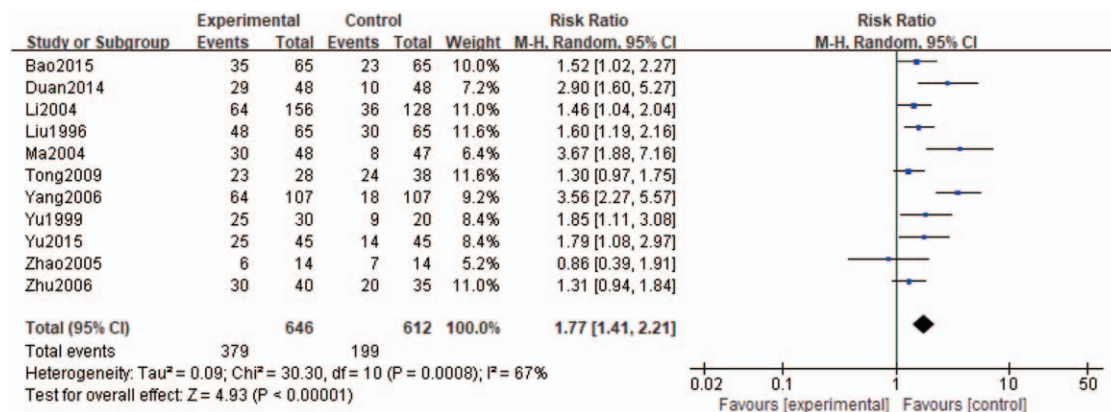 Experimental Control Risk Ratio Risk Ratio
Study or Subgroup Events Total Events Total Weight M-H, Random, 95% CI M-H, Random, 95% CI
Bao2015 35 65 23 65 10.0% 1.52 [1.02, 2.27]
Duan2014 29 48 10 48 7.2% 2.90 [1.60, 5.27]
Li2004 64 156 36 128 11.0% 1.46 [1.04, 2.04]
Liu1996 48 65 30 65 11.6% 1.60 [1.19, 2.16]
Ma2004 30 48 8 47 6.4% 3.67 [1.88, 7.16]
Tong2009 23 28 24 38 11.6% 1.30 [0.97, 1.75]
Yang2006 64 107 18 107 9.2% 3.56 [2.27, 5.57]
Yu1999 25 30 9 20 8.4% 1.85 [1.11, 3.08]
Yu2015 25 45 14 45 8.4% 1.79 [1.08, 2.97]
Zhao2005 6 14 7 14 5.2% 0.86 [0.39, 1.91]
Zhu2006 30 40 20 35 11.0% 1.31 [0.94, 1.84]
Total (95% CI) 646 612 100.0% 1.77 [1.41, 2.21]
Total events 379 199
Heterogeneity: Tau² = 0.09; Chi² = 30.30, df = 10 (P = 0.0008); I² = 67%
Test for overall effect: Z = 4.93 (P < 0.00001)
0.02 0.1 1 10 50
Favours [experimental] Favours [control]